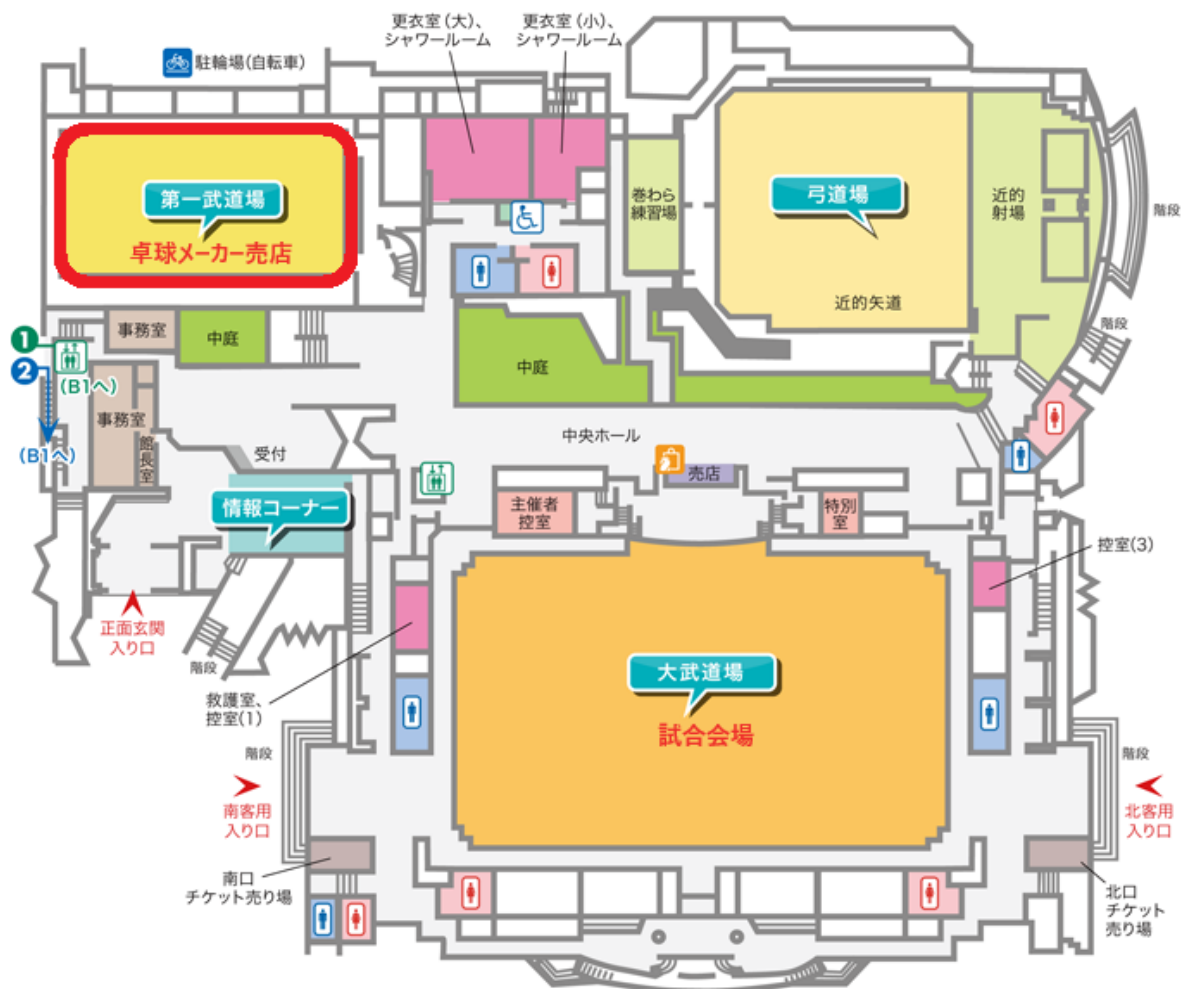 更衣室(大)、
シャワールーム
更衣室(小)、
シャワールーム
駐輪場(自転車)
第一武道場
卓球メーカー売店
巻わら
練習場
弓道場
近的
射場
階段
近的矢道
階段
1
事務室
中庭
2
(B1へ)
中庭
事務室
館長室
(B1へ)
受付
中央ホール
売店
情報コーナー
主催者
控室
特別
室
控室(3)
正面玄関
入り口
階段
救護室、
控室(1)
大武道場
試合会場
階段
階段
南客用
入り口
北客用
入り口
南口
チケット売り場
北口
チケット
売り場